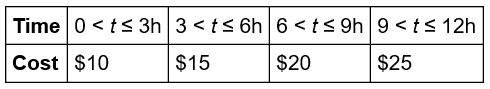 Time 0 < t ≤ 3h 3 < t ≤ 6h 6 < t ≤ 9h 9 < t ≤ 12h
Cost $10 $15 $20 $25